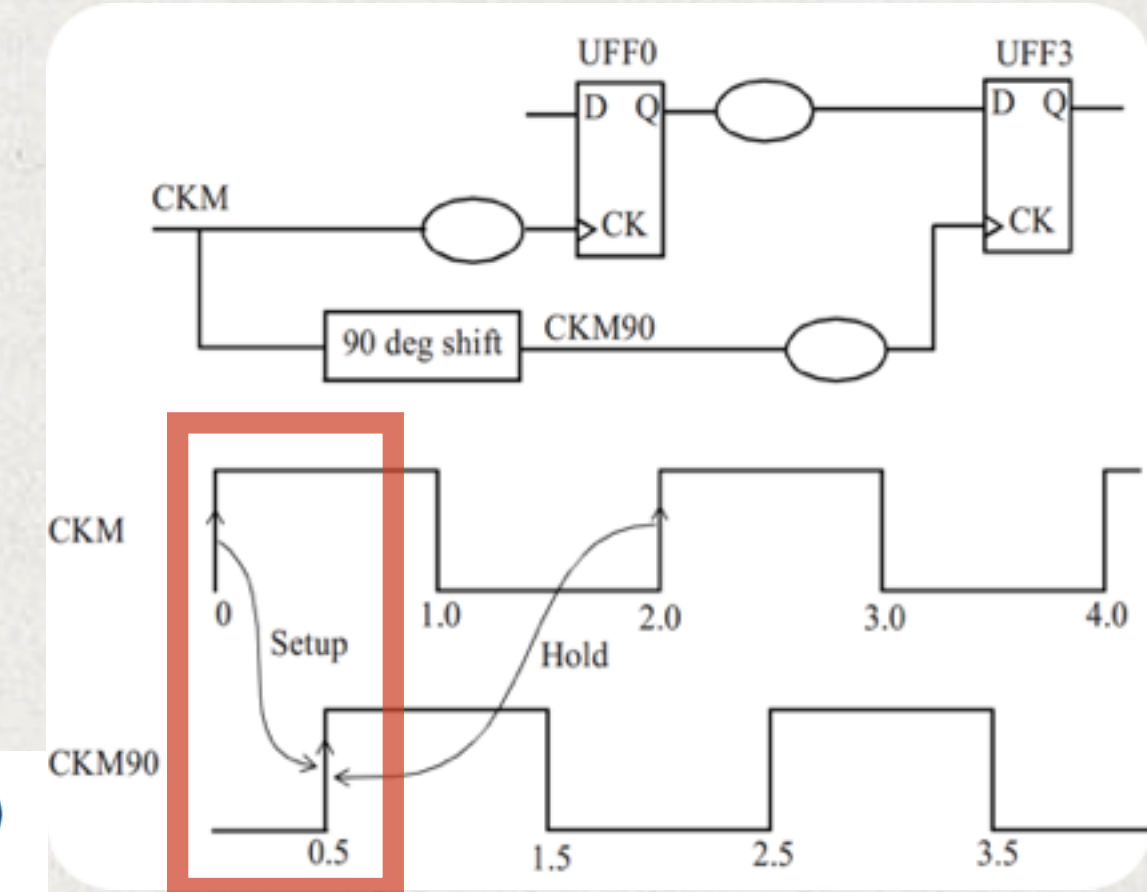 UFF0
UFF3
D Q
D Q
CKM
CK
CK
90 deg shift
CKM90
CKM
0
1.0
2.0
3.0
4.0
Setup
Hold
CKM90
0.5
1.5
2.5
3.5
)